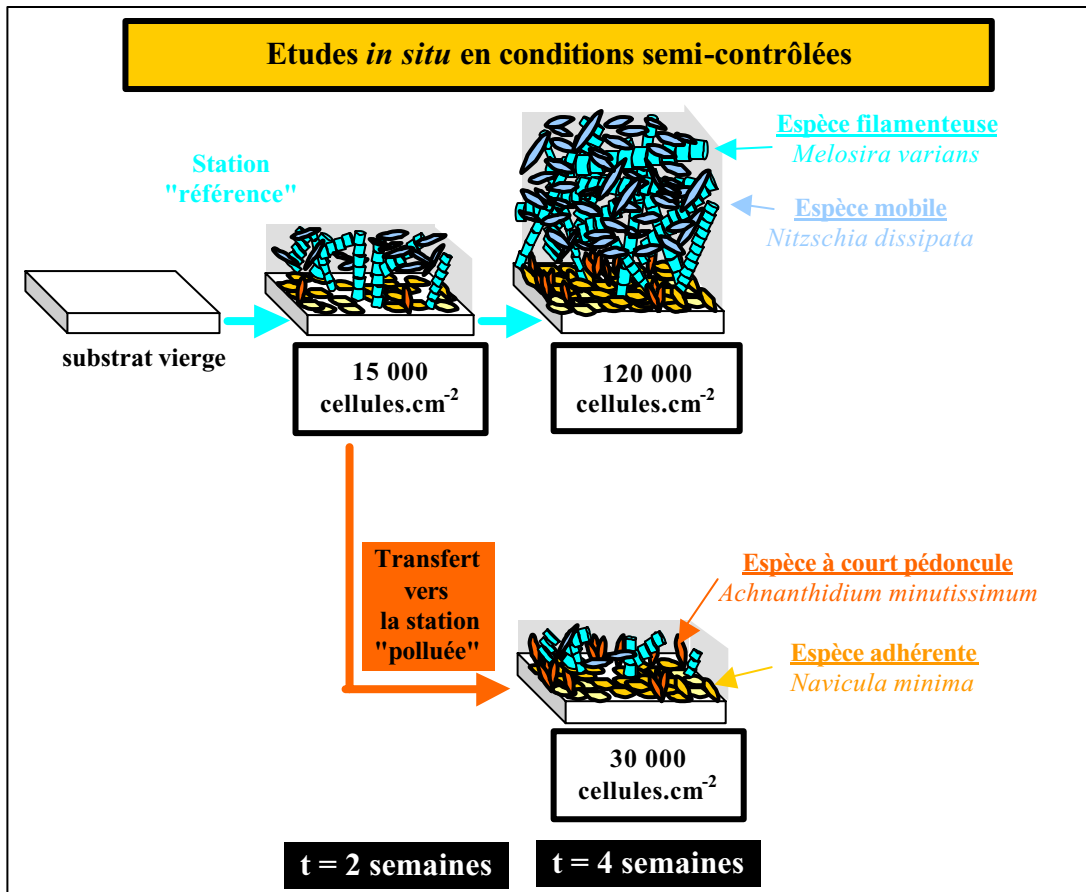 Etudes in situ en conditions semi-contrôlées
Station
"référence"
substrat vierge
15 000
cellules.cm-2
120 000
cellules.cm-2
Espèce filamenteuse
Melosira varians
Espèce mobile
Nitzschia dissipata
Transfert
vers
la station
"polluée"
Espèce à court pédoncule
Achnanthidium minutissimum
Espèce adhérente
Navicula minima
30 000
cellules.cm-2
t = 2 semaines
t = 4 semaines